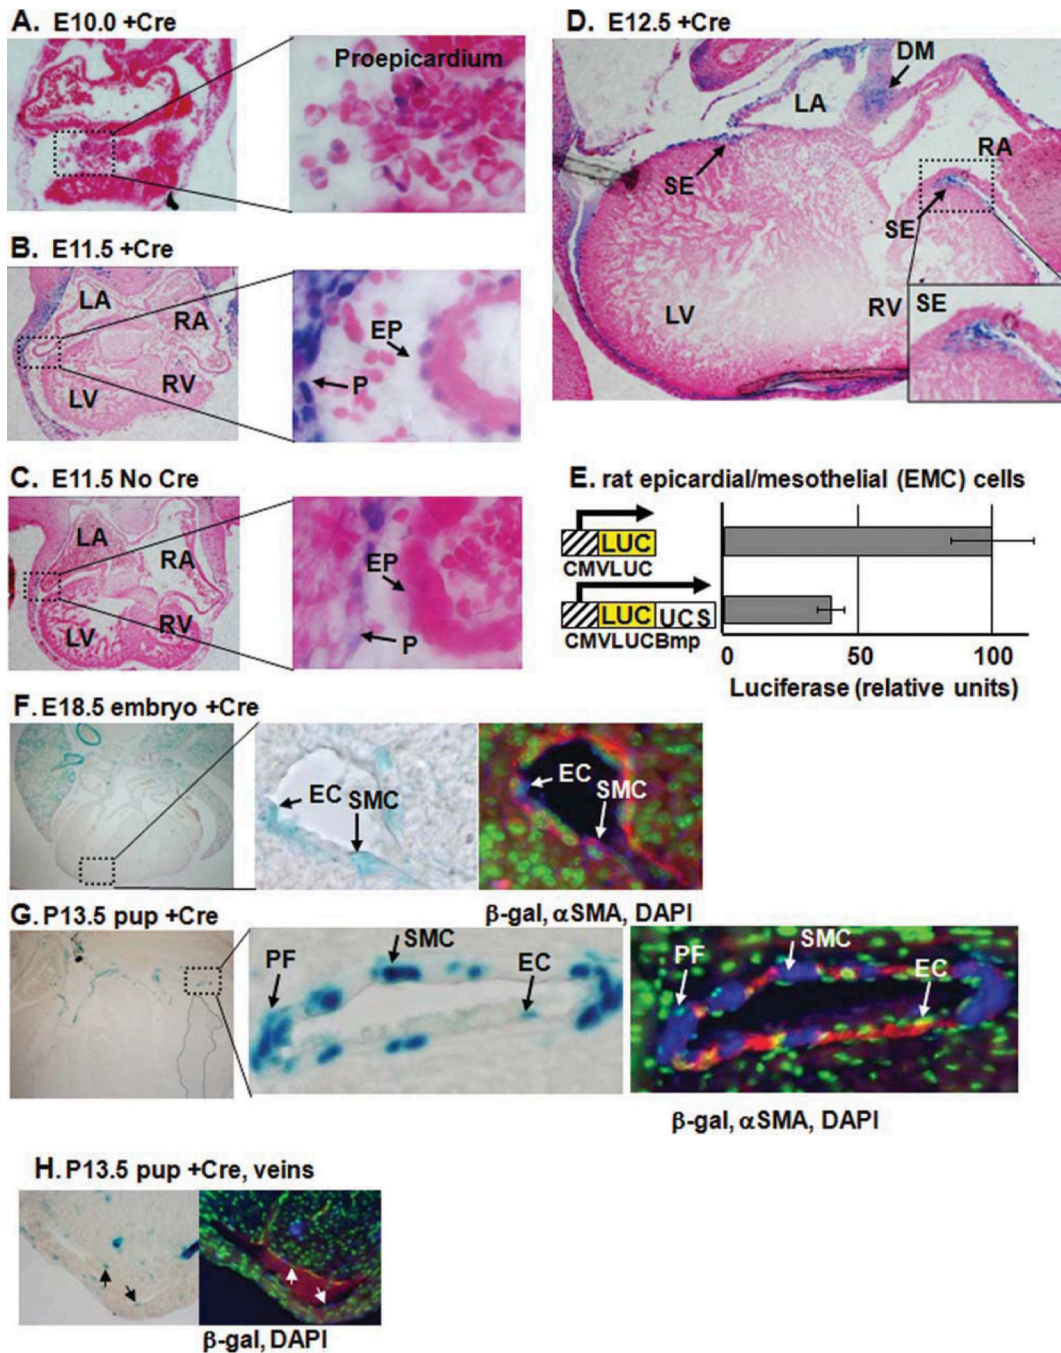 A. E10.0 +Cre
Proepicardium
B. E11.5 +Cre
LA
RA
LV
RV
EP
P
C. E11.5 No Cre
LA
RA
LV
RV
EP
P
D. E12.5 +Cre
DM
LA
RA
SE
SE
LV
RV
SE
E. rat epicardial/mesothelial (EMC) cells
LUC
CMVLUC
LUC UCS
CMVLUCBmp
0 50 100
Luciferase (relative units)
F. E18.5 embryo +Cre
EC
SMC
EC
SMC
β-gal, αSMA, DAPI
G. P13.5 pup +Cre
PF
SMC
EC
PF
SMC
EC
β-gal, αSMA, DAPI
H. P13.5 pup +Cre, veins
β-gal, DAPI